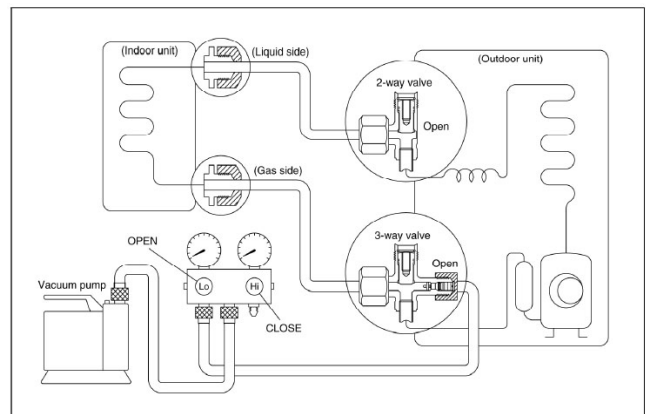 (Indoor unit)
(Liquid side)
(Outdoor unit)
2-way valve
Open
(Gas side)
3-way valve
Open
OPEN
Vacuum pump
Lo
Hi
CLOSE